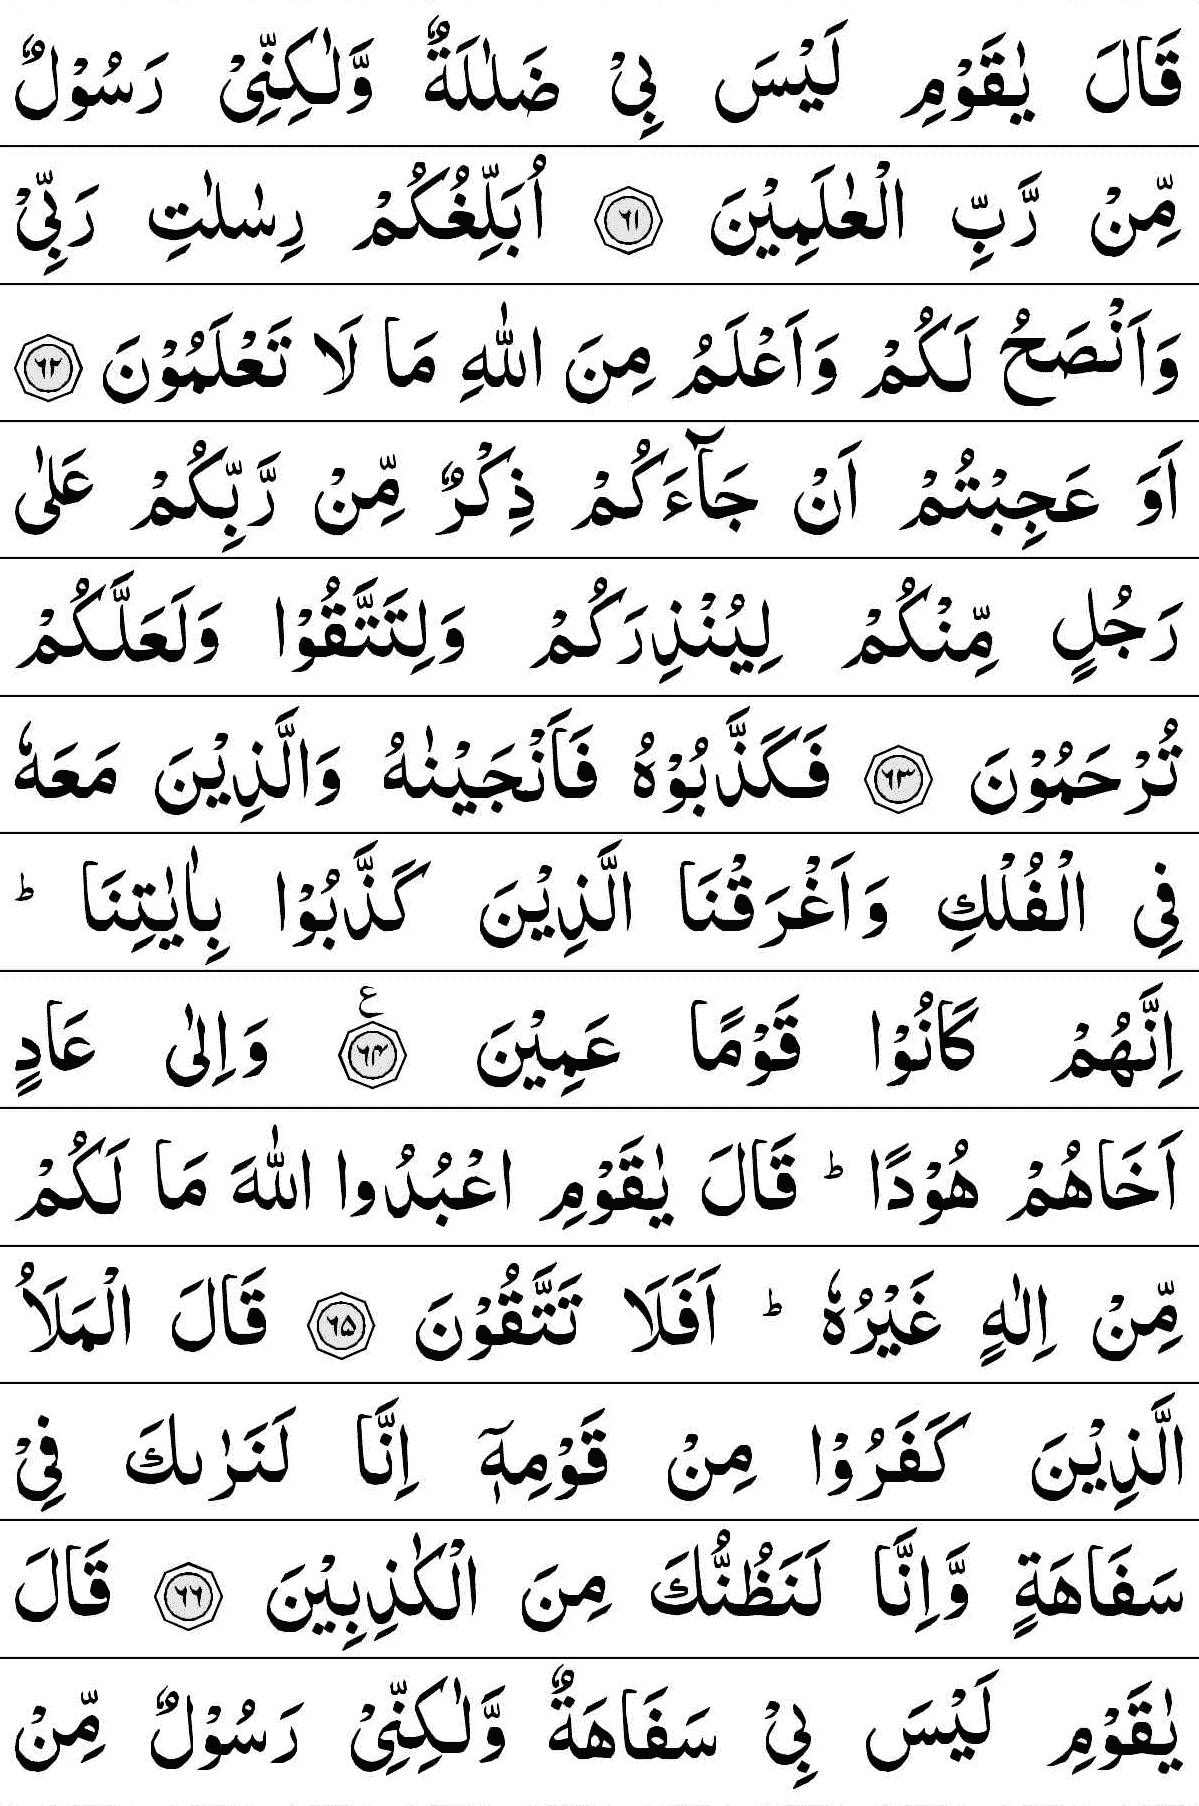 قَالَ يٰقَوْمِ لَيْسَ بِيْ ضَلٰلَةٌ وَّلٰكِنِّيْ رَسُوْلٌ
مِّنْ رَّبِّ الْعٰلَمِيْنَ ﴿٦١﴾ اُبَلِّغُكُمْ رِسٰلٰتِ رَبِّيْ
وَاَنْصَحُ لَكُمْ وَاَعْلَمُ مِنَ اللّٰهِ مَا لَا تَعْلَمُوْنَ ﴿٦٢﴾
اَوَ عَجِبْتُمْ اَنْ جَآءَكُمْ ذِكْرٌ مِّنْ رَّبِّكُمْ عَلٰى
رَجُلٍ مِّنْكُمْ لِيُنْذِرَكُمْ وَلِتَتَّقُوْا وَلَعَلَّكُمْ
تُرْحَمُوْنَ ﴿٦٣﴾ فَكَذَّبُوْهُ فَاَنْجَيْنٰهُ وَالَّذِيْنَ مَعَهٗ
فِي الْفُلْكِ وَاَغْرَقْنَا الَّذِيْنَ كَذَّبُوْا بِاٰيٰتِنَا ؕ
اِنَّهُمْ كَانُوْا قَوْمًا عَمِيْنَ ﴿٦٤﴾ ع وَاِلٰى عَادٍ
اَخَاهُمْ هُوْدًا ؕ قَالَ يٰقَوْمِ اعْبُدُوا اللّٰهَ مَا لَكُمْ
مِّنْ اِلٰهٍ غَيْرُهٗ ؕ اَفَلَا تَتَّقُوْنَ ﴿٦٥﴾ قَالَ الْمَلَاُ
الَّذِيْنَ كَفَرُوْا مِنْ قَوْمِهٖٓ اِنَّا لَنَرٰىكَ فِيْ
سَفَاهَةٍ وَّاِنَّا لَنَظُنُّكَ مِنَ الْكٰذِبِيْنَ ﴿٦٦﴾ قَالَ
يٰقَوْمِ لَيْسَ بِيْ سَفَاهَةٌ وَّلٰكِنِّيْ رَسُوْلٌ مِّنْ